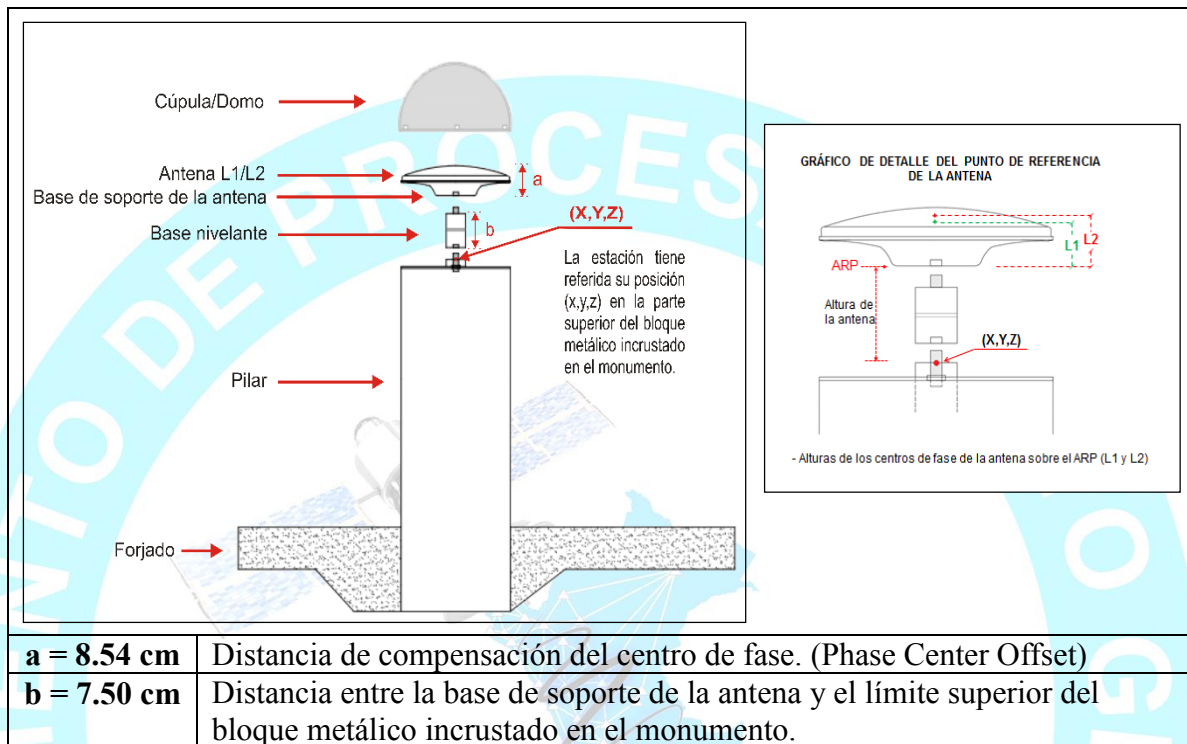 Cúpula/Domo
Antena L1/L2
Base de soporte de la antena
Base nivelante
a
b
(X,Y,Z)
La estación tiene
referida su posición
(x,y,z) en la parte
superior del bloque
metálico incrustado
en el monumento.
Pilar
Forjado
GRÁFICO DE DETALLE DEL PUNTO DE REFERENCIA
DE LA ANTENA
L1
L2
ARP
Altura de
la antena
(X,Y,Z)
- Alturas de los centros de fase de la antena sobre el ARP (L1 y L2)
a = 8.54 cm Distancia de compensación del centro de fase. (Phase Center Offset)
b = 7.50 cm Distancia entre la base de soporte de la antena y el límite superior del
bloque metálico incrustado en el monumento.
DE PROCES